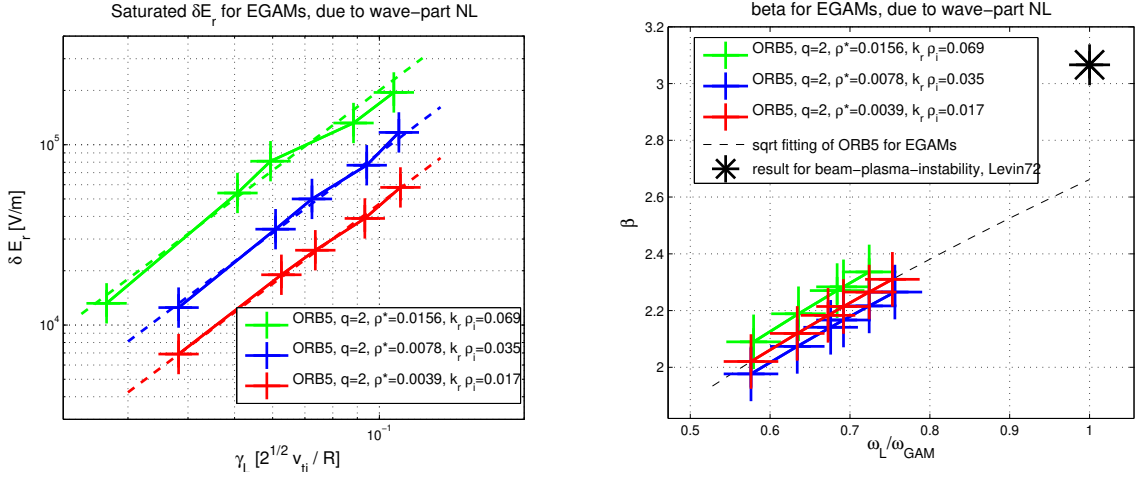 Saturated δE_r for EGAMs, due to wave−part NL
δ E_r [V/m]
10^5
10^4
10^−1
γ_L [2^{1/2} v_ti / R]
ORB5, q=2, ρ*=0.0156, k_r ρ_i=0.069
ORB5, q=2, ρ*=0.0078, k_r ρ_i=0.035
ORB5, q=2, ρ*=0.0039, k_r ρ_i=0.017
beta for EGAMs, due to wave−part NL
β
3.2
3
2.8
2.6
2.4
2.2
2
0.5 0.6 0.7 0.8 0.9 1
ω_L/ω_GAM
ORB5, q=2, ρ*=0.0156, k_r ρ_i=0.069
ORB5, q=2, ρ*=0.0078, k_r ρ_i=0.035
ORB5, q=2, ρ*=0.0039, k_r ρ_i=0.017
sqrt fitting of ORB5 for EGAMs
result for beam−plasma−instability, Levin72